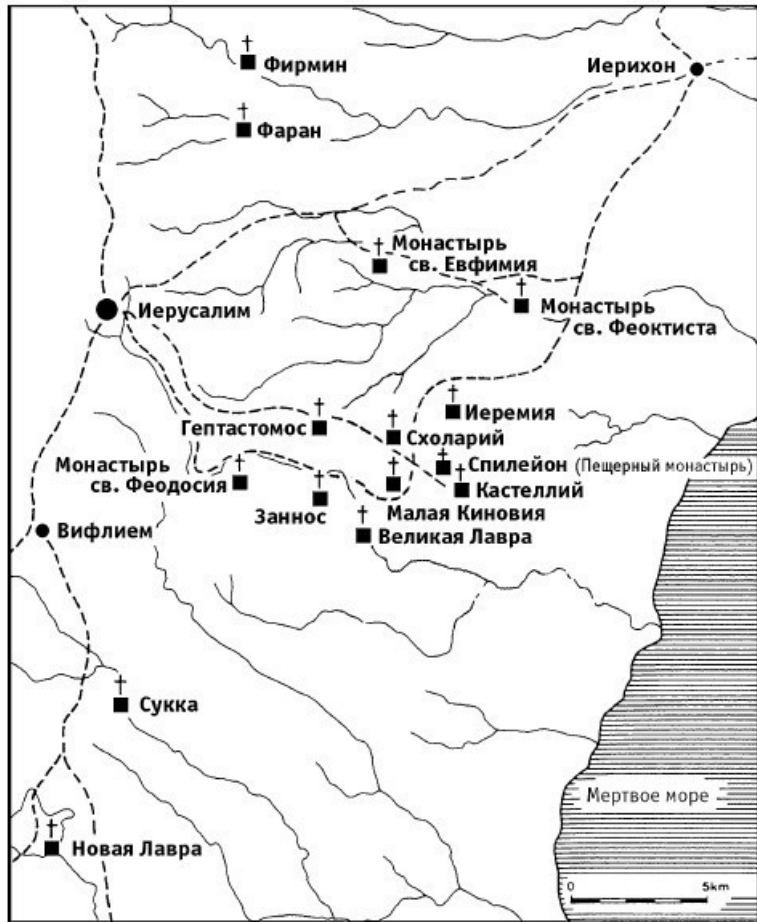 Фирмин
Иерихон
Фаран
Монастырь
св. Евфимия
Иерусалим
Монастырь
св. Феоктиста
Иеремия
Гептастомос
Схоларий
Монастырь
св. Феодосия
Спилейон (Пещерный монастырь)
Кастеллий
Заннос
Малая Киновия
Вифлием
Великая Лавра
Сукка
Мертвое море
Новая Лавра
0
5km